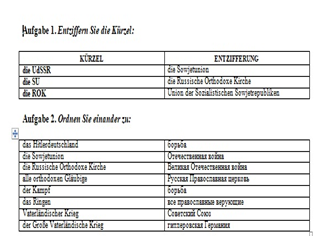 Aufgabe 1. Entziffern Sie die Kürzel:
KÜRZEL ENTZIFFERUNG
die UdSSR die Sowjetunion
die SU die Russische Orthodoxe Kirche
die ROK Union der Sozialistischen Sowjetrepubliken
Aufgabe 2. Ordnen Sie einander zu:
das Hitlerdeutschland борьба
die Sowjetunion Отечественная война
die Russische Orthodoxe Kirche Великая Отечественная война
alle orthodoxen Gläubige Русская Православная церковь
der Kampf борьба
das Ringen все православные верующие
Vaterländischer Krieg Советский Союз
der Große Vaterländische Krieg гитлеровская Германия